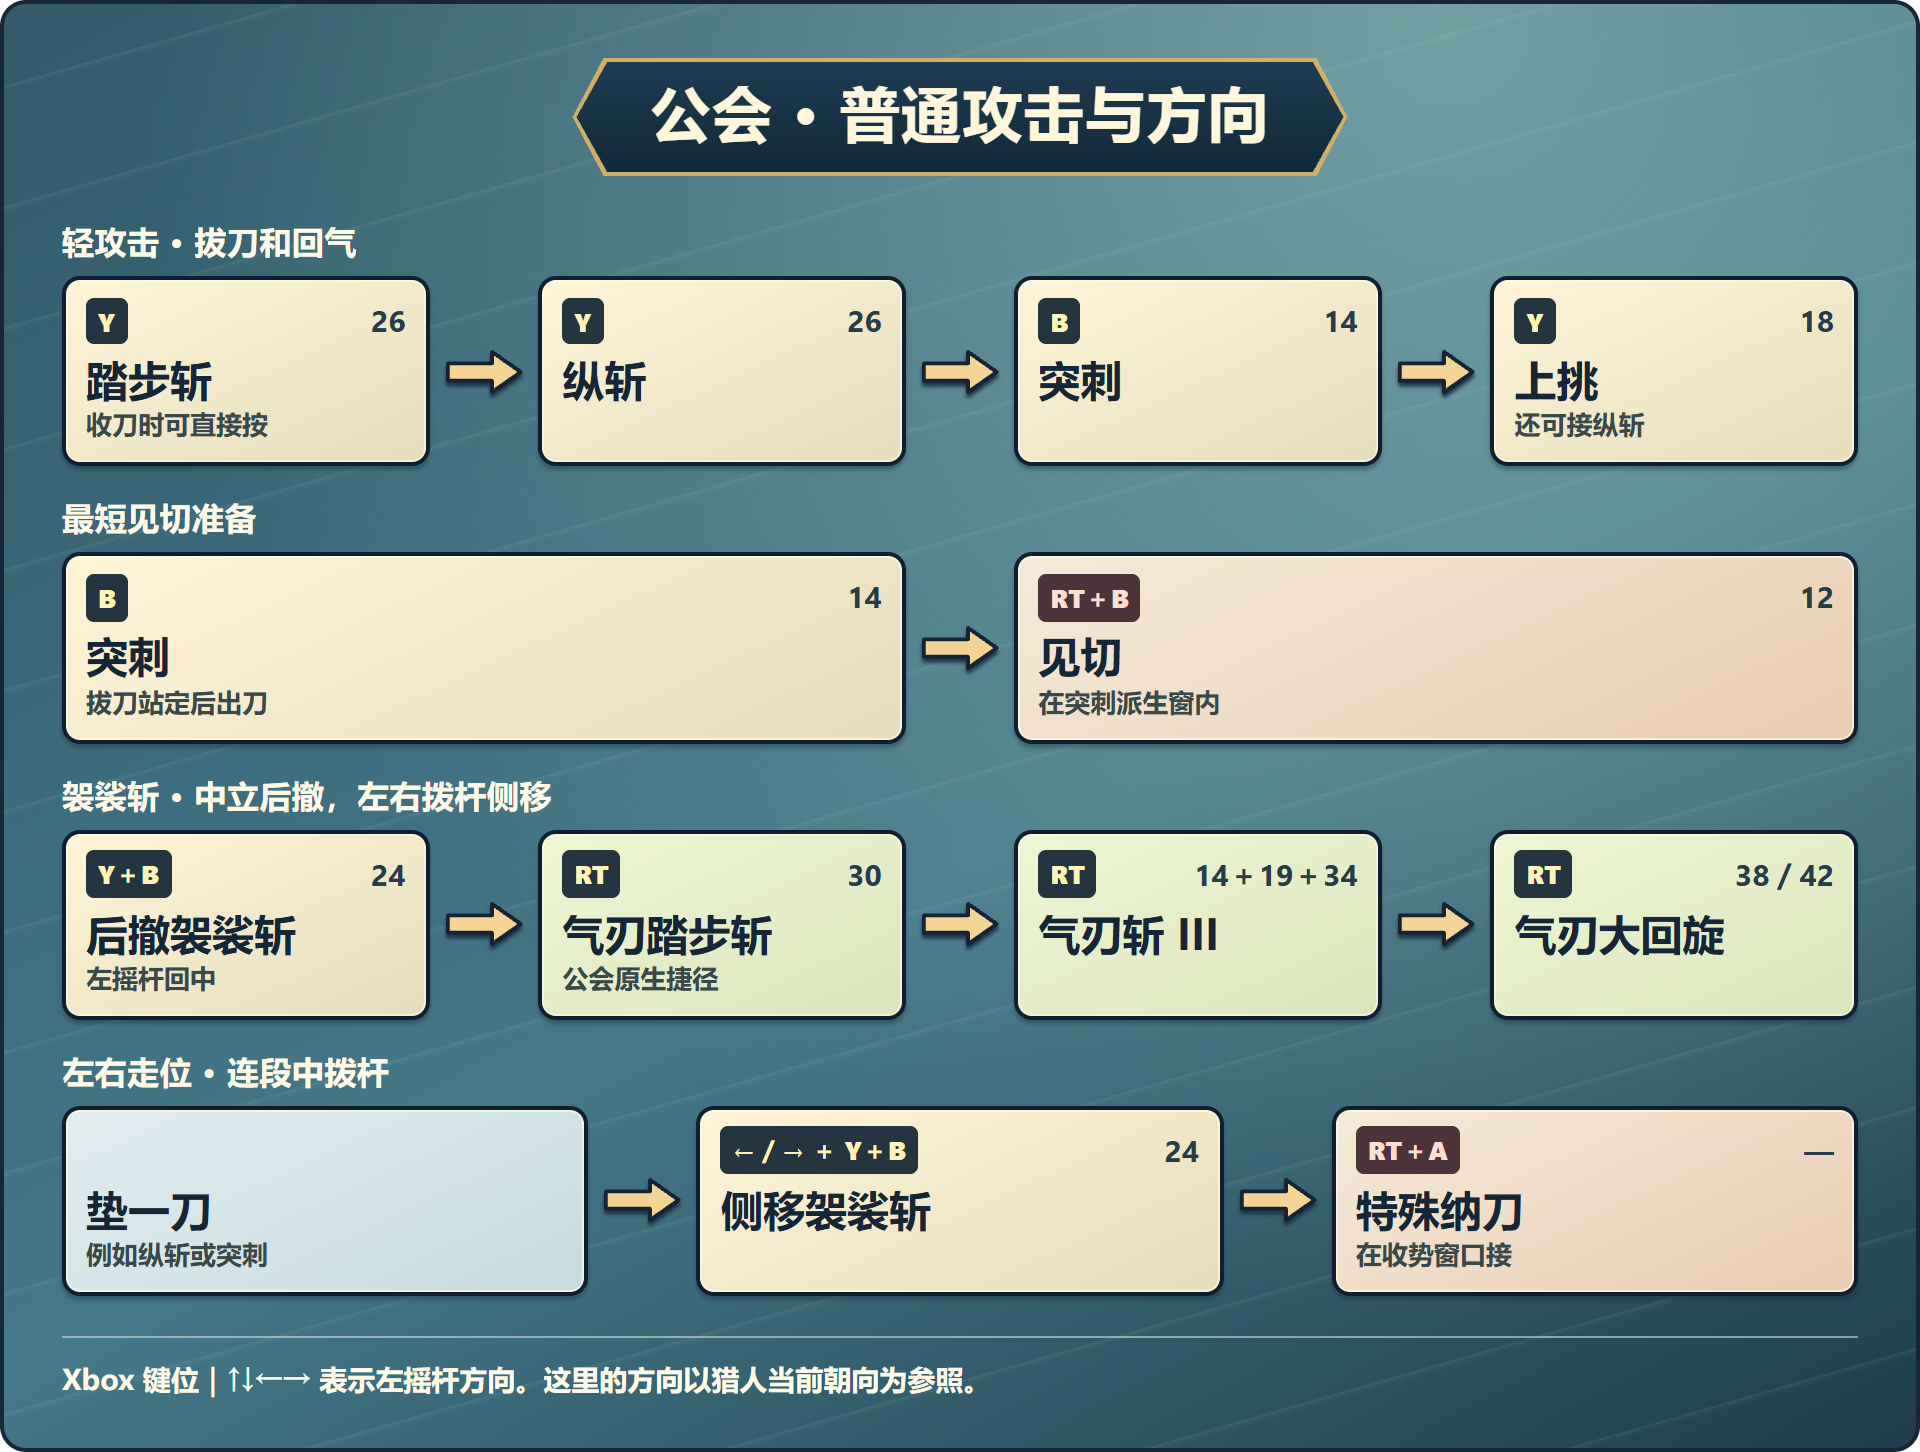 公会·普通攻击与方向
轻攻击·拔刀和回气
Y 26
踏步斩
收刀时可直接按
Y 26
纵斩
B 14
突刺
Y 18
上挑
还可接纵斩
最短见切准备
B 14
突刺
拔刀站定后出刀
RT + B 12
见切
在突刺派生窗内
袈裟斩·中立后撤，左右拨杆侧移
Y + B 24
后撤袈裟斩
左摇杆回中
RT 30
气刃踏步斩
公会原生捷径
RT 14 + 19 + 34
气刃斩 III
RT 38 / 42
气刃大回旋
左右走位·连段中拨杆
垫一刀
例如纵斩或突刺
← / → + Y + B 24
侧移袈裟斩
RT + A —
特殊纳刀
在收势窗口接
Xbox 键位 | ↑↓←→ 表示左摇杆方向。这里的方向以猎人当前朝向为参照。